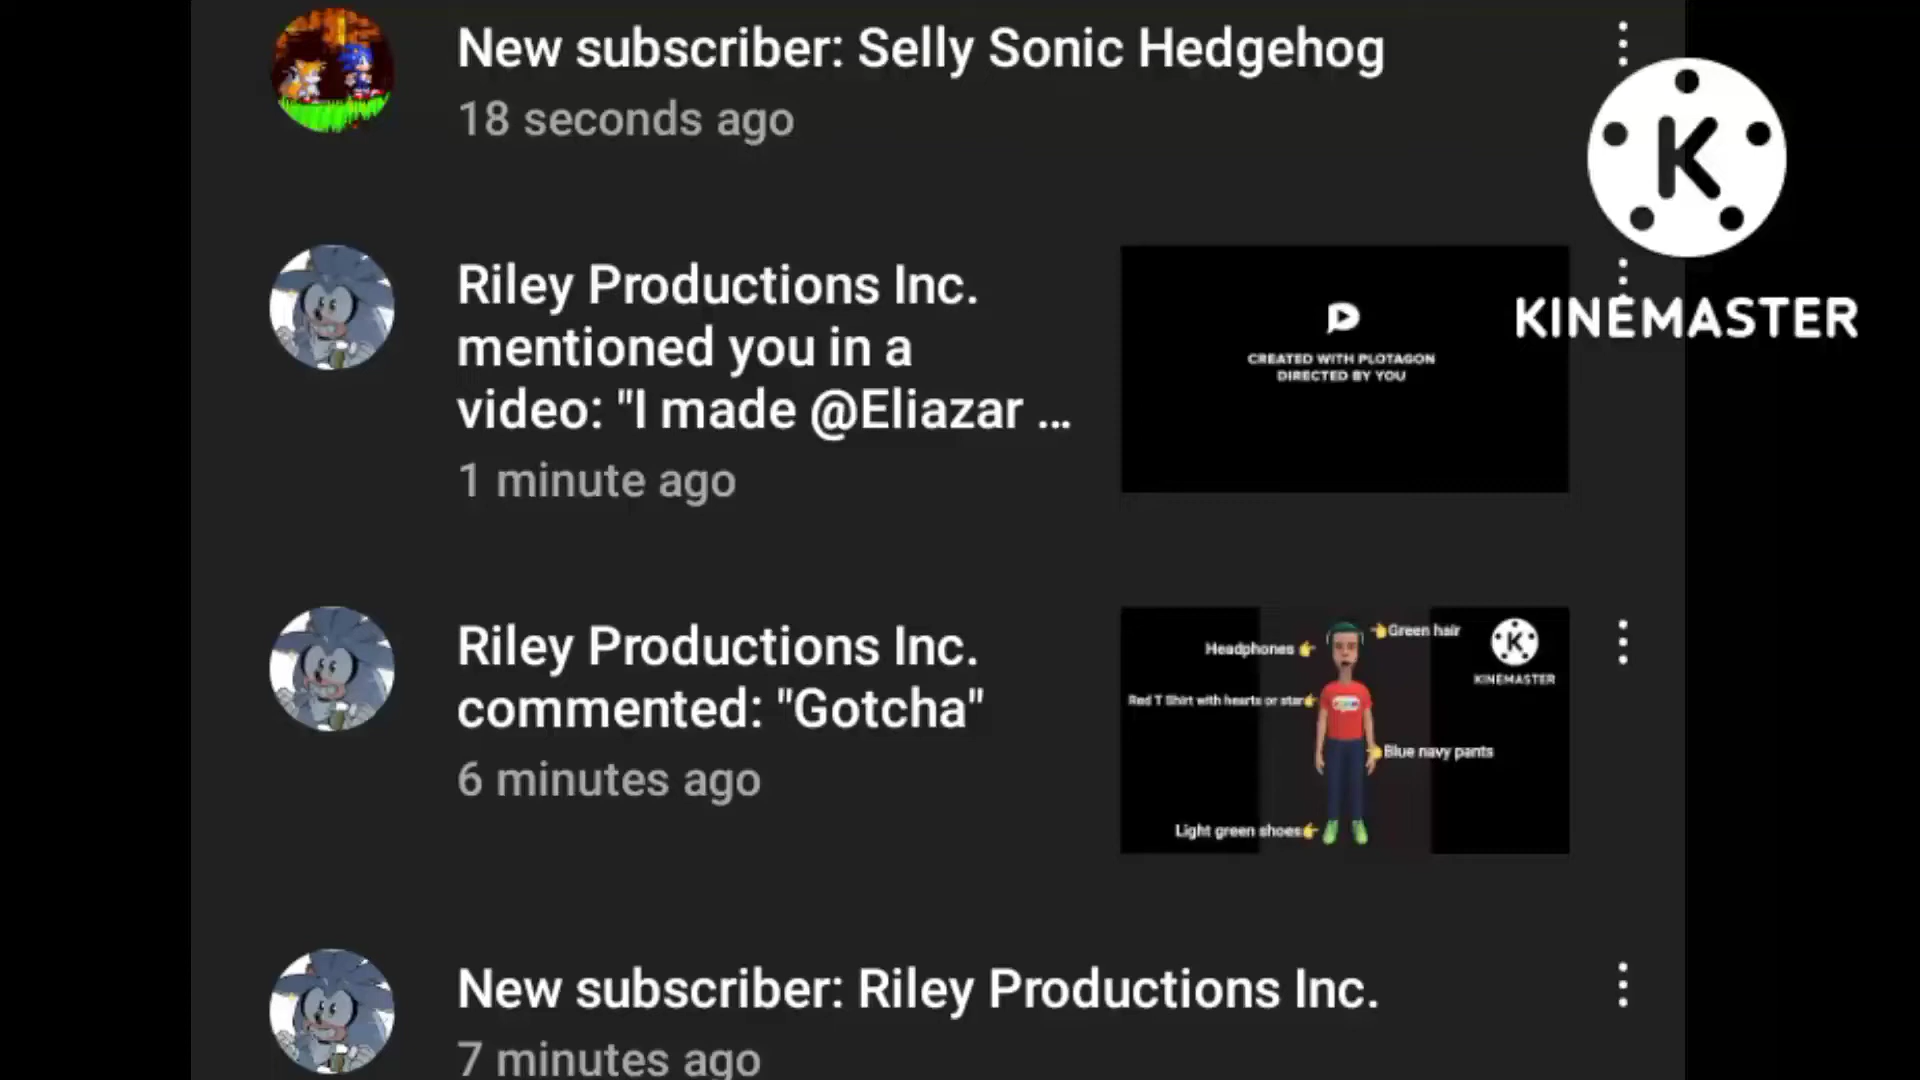 New subscriber: Selly Sonic Hedgehog
18 seconds ago
K
KINEMASTER
Riley Productions Inc.
mentioned you in a
video: "I made @Eliazar ...
1 minute ago
CREATED WITH PLOTAGON
DIRECTED BY YOU
Riley Productions Inc.
commented: "Gotcha"
6 minutes ago
Green hair
Headphones
K
KINEMASTER
Red T Shirt with hearts or star
Blue navy pants
Light green shoes
New subscriber: Riley Productions Inc.
7 minutes ago